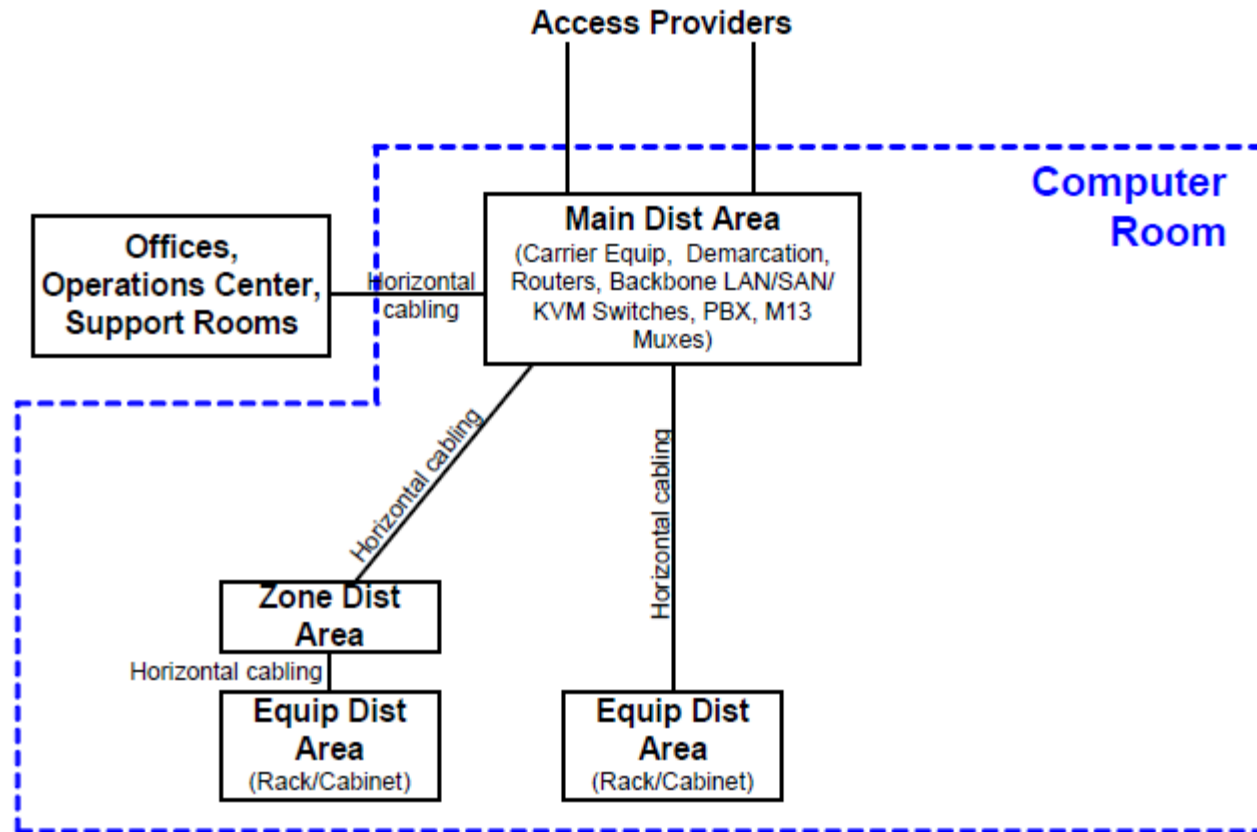 Access Providers
Computer
Room
Main Dist Area
(Carrier Equip, Demarcation,
Routers, Backbone LAN/SAN/
KVM Switches, PBX, M13
Muxes)
Offices,
Operations Center,
Support Rooms
Horizontal
cabling
Horizontal cabling
Horizontal cabling
Zone Dist
Area
Horizontal cabling
Equip Dist
Area
(Rack/Cabinet)
Equip Dist
Area
(Rack/Cabinet)